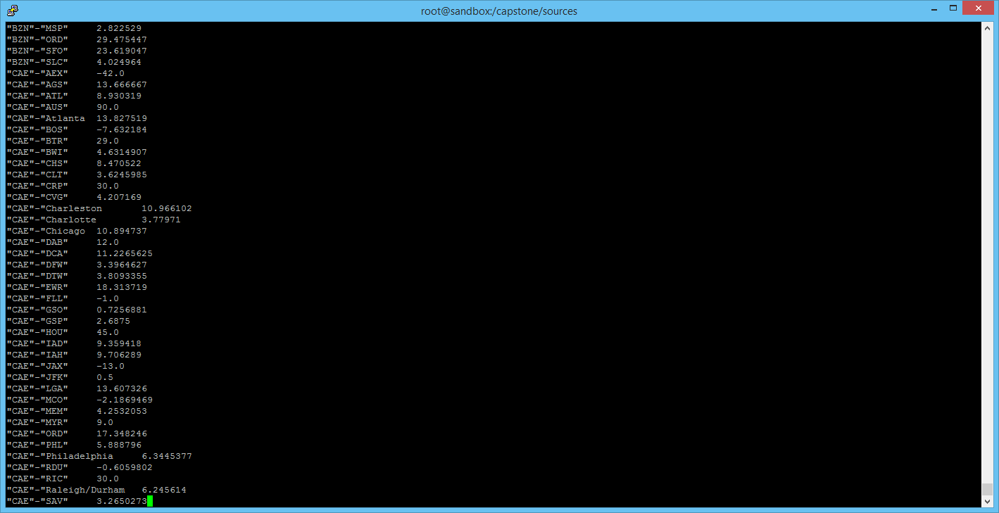 root@sandbox:/capstone/sources
"BZN"-"MSP" 2.822529
"BZN"-"ORD" 29.475447
"BZN"-"SFO" 23.619047
"BZN"-"SLC" 4.024964
"CAE"-"AEX" -42.0
"CAE"-"AGS" 13.666667
"CAE"-"ATL" 8.930319
"CAE"-"AUS" 90.0
"CAE"-"Atlanta 13.827519
"CAE"-"BOS" -7.632184
"CAE"-"BTR" 29.0
"CAE"-"BWI" 4.6314907
"CAE"-"CHS" 8.470522
"CAE"-"CLT" 3.6245985
"CAE"-"CRP" 30.0
"CAE"-"CVG" 4.207169
"CAE"-"Charleston 10.966102
"CAE"-"Charlotte 3.77971
"CAE"-"Chicago 10.894737
"CAE"-"DAB" 12.0
"CAE"-"DCA" 11.2265625
"CAE"-"DFW" 3.3964627
"CAE"-"DTW" 3.8093355
"CAE"-"EWR" 18.313719
"CAE"-"FLL" -1.0
"CAE"-"GSO" 0.7256881
"CAE"-"GSP" 2.6875
"CAE"-"HOU" 45.0
"CAE"-"IAD" 9.359418
"CAE"-"IAH" 9.706289
"CAE"-"JAX" -13.0
"CAE"-"JFK" 0.5
"CAE"-"LGA" 13.607326
"CAE"-"MCO" -2.1869469
"CAE"-"MEM" 4.2532053
"CAE"-"MYR" 9.0
"CAE"-"ORD" 17.348246
"CAE"-"PHL" 5.888796
"CAE"-"Philadelphia 6.3445377
"CAE"-"RDU" -0.6059802
"CAE"-"RIC" 30.0
"CAE"-"Raleigh/Durham 6.245614
"CAE"-"SAV" 3.2650273